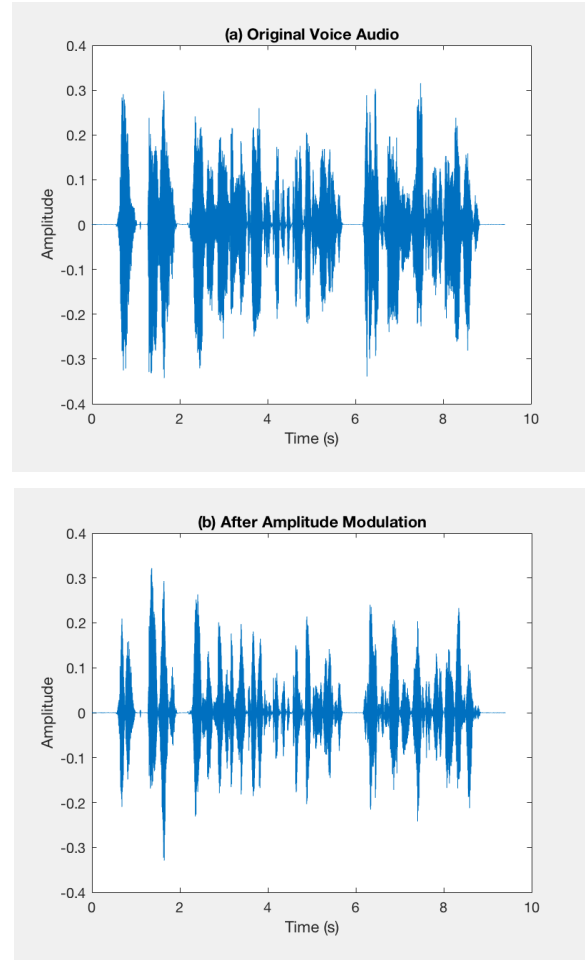 (a) Original Voice Audio
0.4
0.3
0.2
0.1
0
-0.1
-0.2
-0.3
-0.4
Amplitude
0 2 4 6 8 10
Time (s)
(b) After Amplitude Modulation
0.4
0.3
0.2
0.1
0
-0.1
-0.2
-0.3
-0.4
Amplitude
0 2 4 6 8 10
Time (s)